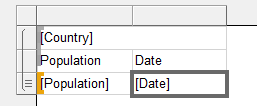 [Country]
Population Date
[Population] [Date]